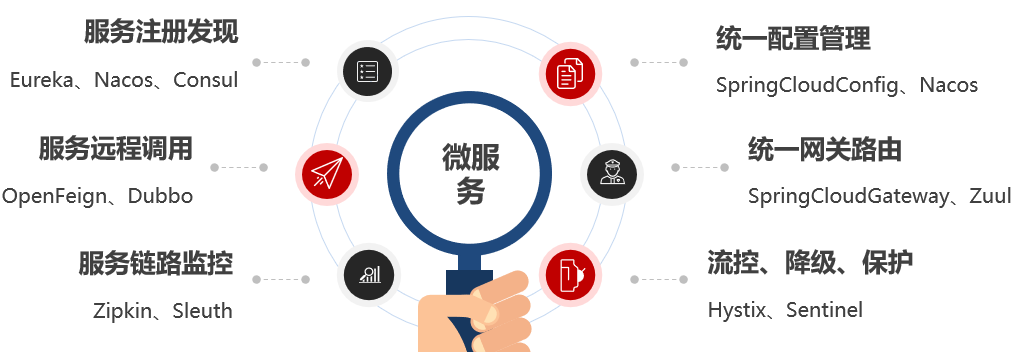 服务注册发现
Eureka、Nacos、Consul
服务远程调用
OpenFeign、Dubbo
服务链路监控
Zipkin、Sleuth
微服
务
统一配置管理
SpringCloudConfig、Nacos
统一网关路由
SpringCloudGateway、Zuul
流控、降级、保护
Hystix、Sentinel